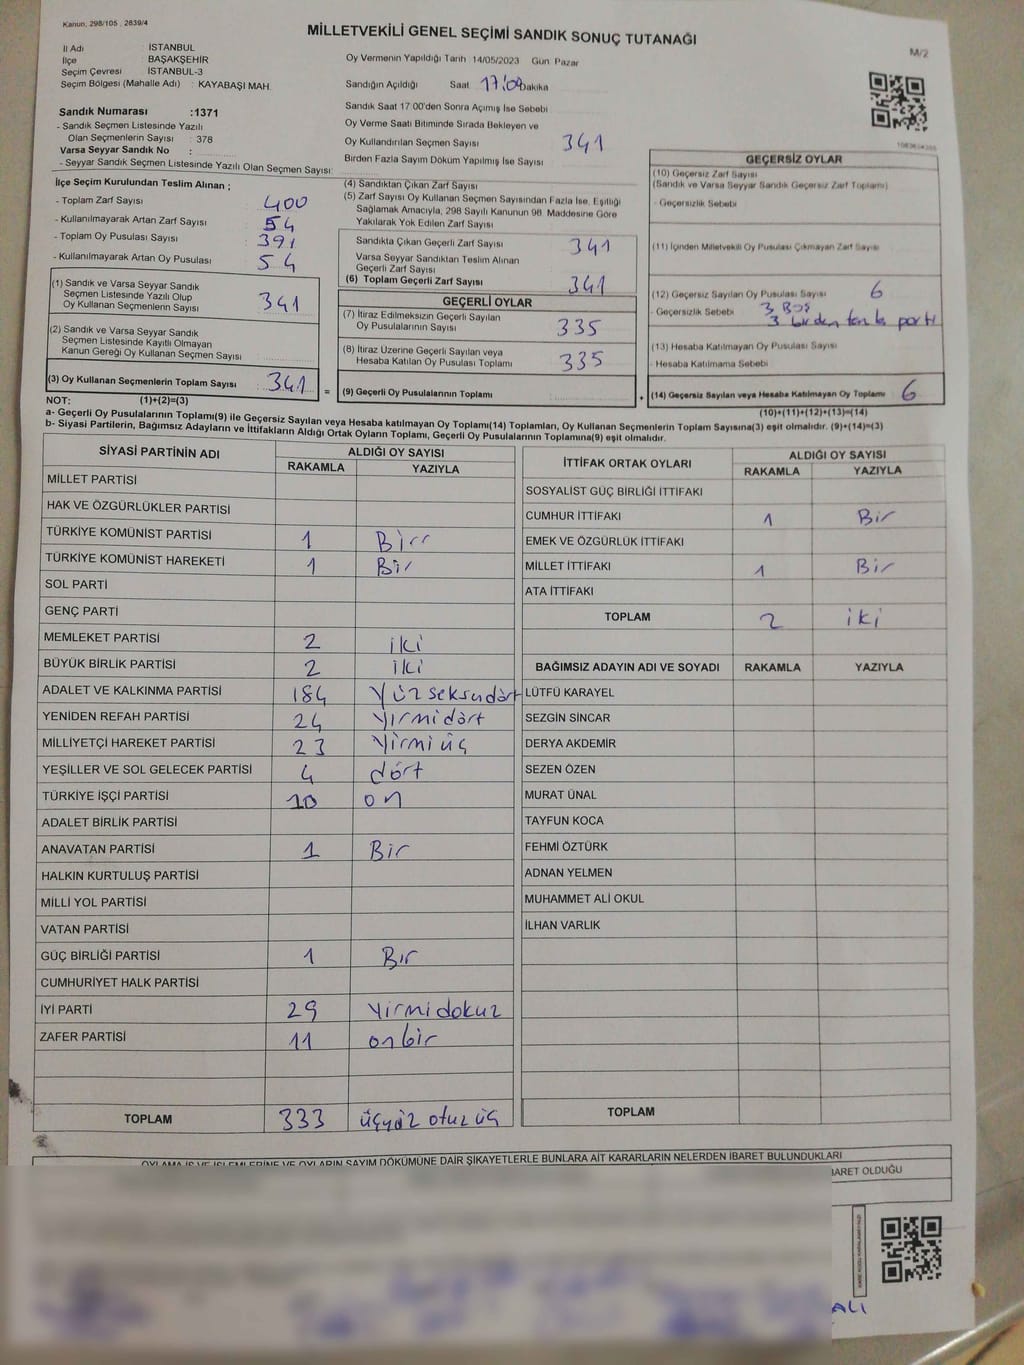 Kanun; 298/105 , 2839/4
MİLLETVEKİLİ GENEL SEÇİMİ SANDIK SONUÇ TUTANAĞI
M/2
İl Adı : İSTANBUL
İlçe : BAŞAKŞEHİR
Seçim Çevresi : İSTANBUL-3
Seçim Bölgesi (Mahalle Adı) : KAYABAŞI MAH.
Sandık Numarası :1371
- Sandık Seçmen Listesinde Yazılı
Olan Seçmenlerin Sayısı : 378
Varsa Seyyar Sandık No :
- Seyyar Sandık Seçmen Listesinde Yazılı Olan Seçmen Sayısı:
Oy Vermenin Yapıldığı Tarih 14/05/2023 Gün Pazar
Sandığın Açıldığı Saat 17:09 Dakika
Sandık Saat 17:00'den Sonra Açımış İse Sebebi
Oy Verme Saati Bitiminde Sırada Bekleyen ve
Oy Kullandırılan Seçmen Sayısı 341
Birden Fazla Sayım Döküm Yapılmış İse Sayısı
İlçe Seçim Kurulundan Teslim Alınan ;
- Toplam Zarf Sayısı 400
- Kullanılmayarak Artan Zarf Sayısı 54
- Toplam Oy Pusulası Sayısı 391
- Kullanılmayarak Artan Oy Pusulası 54
(1) Sandık ve Varsa Seyyar Sandık
Seçmen Listesinde Yazılı Olup
Oy Kullanan Seçmenlerin Sayısı 341
(2) Sandık ve Varsa Seyyar Sandık
Seçmen Listesinde Kayıtlı Olmayan
Kanun Gereği Oy Kullanan Seçmen Sayısı
(3) Oy Kullanan Seçmenlerin Toplam Sayısı 341 =
(4) Sandıktan Çıkan Zarf Sayısı
(5) Zarf Sayısı Oy Kullanan Seçmen Sayısından Fazla İse, Eşitliği
Sağlamak Amacıyla, 298 Sayılı Kanunun 98. Maddesine Göre
Yakılarak Yok Edilen Zarf Sayısı
Sandıkta Çıkan Geçerli Zarf Sayısı 341
Varsa Seyyar Sandıktan Teslim Alınan
Geçerli Zarf Sayısı
(6) Toplam Geçerli Zarf Sayısı 341
GEÇERLİ OYLAR
(7) İtiraz Edilmeksizin Geçerli Sayılan
Oy Pusulalarının Sayısı 335
(8) İtiraz Üzerine Geçerli Sayılan veya
Hesaba Katılan Oy Pusulası Toplamı 335
(9) Geçerli Oy Pusulalarının Toplamı +
GEÇERSİZ OYLAR
(10) Geçersiz Zarf Sayısı
(Sandık ve Varsa Seyyar Sandık Geçersiz Zarf Toplamı)
- Geçersizlik Sebebi
(11) İçinden Milletvekili Oy Pusulası Çıkmayan Zarf Sayısı
(12) Geçersiz Sayılan Oy Pusulası Sayısı 6
- Geçersizlik Sebebi 3 Boş
3 birden fazla parti
(13) Hesaba Katılmayan Oy Pusulası Sayısı
- Hesaba Katılmama Sebebi
(14) Geçersiz Sayılan veya Hesaba Katılmayan Oy Toplamı 6
NOT: (1)+(2)=(3) (10)+(11)+(12)+(13)=(14)
a- Geçerli Oy Pusulalarının Toplamı(9) ile Geçersiz Sayılan veya Hesaba katılmayan Oy Toplamı(14) Toplamları, Oy Kullanan Seçmenlerin Toplam Sayısına(3) eşit olmalıdır. (9)+(14)=(3)
b- Siyasi Partilerin, Bağımsız Adayların ve İttifakların Aldığı Ortak Oyların Toplamı, Geçerli Oy Pusulalarının Toplamına(9) eşit olmalıdır.
SİYASİ PARTİNİN ADI ALDIĞI OY SAYISI
RAKAMLA YAZIYLA
MİLLET PARTİSİ
HAK VE ÖZGÜRLÜKLER PARTİSİ
TÜRKİYE KOMÜNİST PARTİSİ 1 Birr
TÜRKİYE KOMÜNİST HAREKETİ 1 Bir
SOL PARTİ
GENÇ PARTİ
MEMLEKET PARTİSİ 2 iki
BÜYÜK BİRLİK PARTİSİ 2 iki
ADALET VE KALKINMA PARTİSİ 184 Yüzseksndört
YENİDEN REFAH PARTİSİ 24 Yirmidört
MİLLİYETÇİ HAREKET PARTİSİ 23 Yirmi üç
YEŞİLLER VE SOL GELECEK PARTİSİ 4 dört
TÜRKİYE İŞÇİ PARTİSİ 10 on
ADALET BİRLİK PARTİSİ
ANAVATAN PARTİSİ 1 Bir
HALKIN KURTULUŞ PARTİSİ
MİLLİ YOL PARTİSİ
VATAN PARTİSİ
GÜÇ BİRLİĞİ PARTİSİ 1 Bir
CUMHURİYET HALK PARTİSİ
İYİ PARTİ 29 Yirmidokuz
ZAFER PARTİSİ 11 onbir
TOPLAM 333 üçyüz otuz üç
İTTİFAK ORTAK OYLARI ALDIĞI OY SAYISI
RAKAMLA YAZIYLA
SOSYALİST GÜÇ BİRLİĞİ İTTİFAKI
CUMHUR İTTİFAKI 1 Bir
EMEK VE ÖZGÜRLÜK İTTİFAKI
MİLLET İTTİFAKI 1 Bir
ATA İTTİFAKI
TOPLAM 2 iki
BAĞIMSIZ ADAYIN ADI VE SOYADI RAKAMLA YAZIYLA
LÜTFÜ KARAYEL
SEZGİN SİNCAR
DERYA AKDEMİR
SEZEN ÖZEN
MURAT ÜNAL
TAYFUN KOCA
FEHMİ ÖZTÜRK
ADNAN YELMEN
MUHAMMET ALİ OKUL
İLHAN VARLIK
TOPLAM
OYLAMA İŞ VE İŞLEMLERİNE VE OYLARIN SAYIM DÖKÜMÜNE DAİR ŞİKAYETLERLE BUNLARA AİT KARARLARIN NELERDEN İBARET BULUNDUKLARI
İBARET OLDUĞU
ALİ